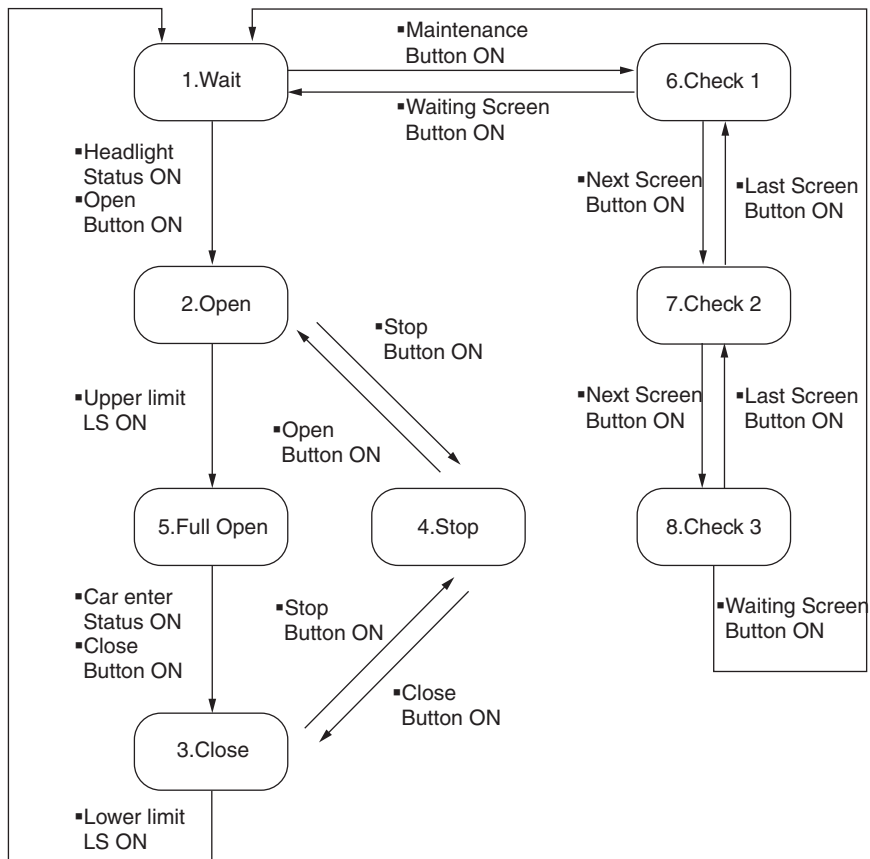 ▪Maintenance
Button ON
1.Wait
6.Check 1
▪Waiting Screen
Button ON
▪Headlight
Status ON
▪Open
Button ON
▪Next Screen
Button ON
▪Last Screen
Button ON
2.Open
7.Check 2
▪Stop
Button ON
▪Upper limit
LS ON
▪Open
Button ON
▪Next Screen
Button ON
▪Last Screen
Button ON
5.Full Open
4.Stop
8.Check 3
▪Car enter
Status ON
▪Close
Button ON
▪Stop
Button ON
▪Waiting Screen
Button ON
▪Close
Button ON
3.Close
▪Lower limit
LS ON